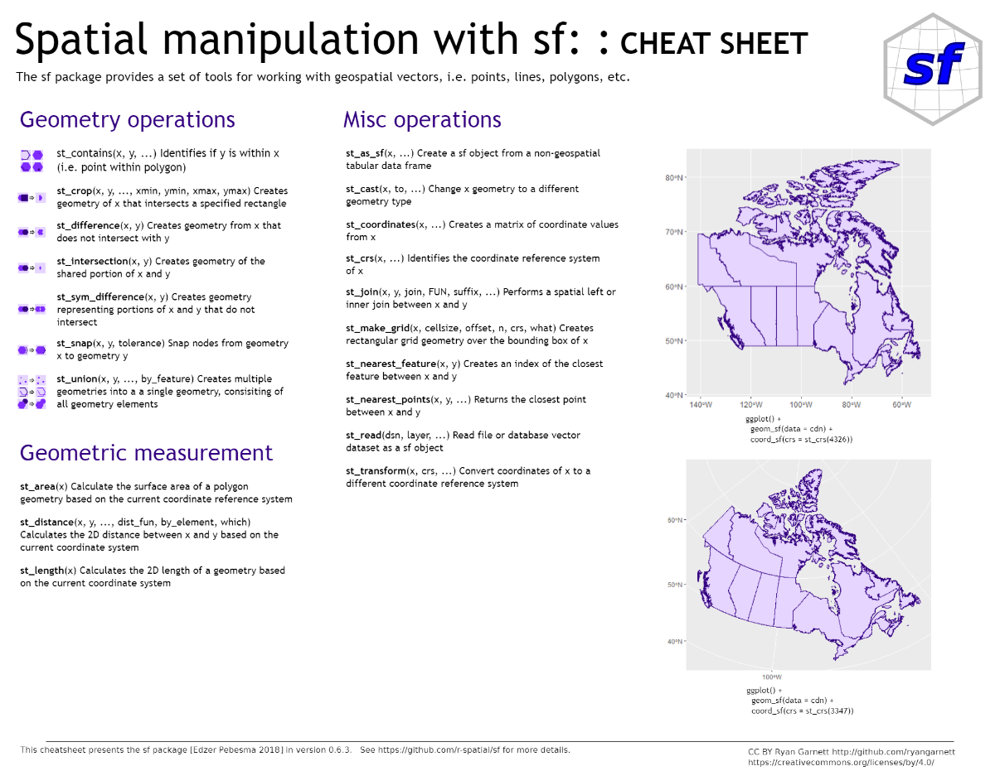 Spatial manipulation with sf: : CHEAT SHEET
The sf package provides a set of tools for working with geospatial vectors, i.e. points, lines, polygons, etc.
sf
Geometry operations
st_contains(x, y, ...) Identifies if y is within x
(i.e. point within polygon)
st_crop(x, y, ..., xmin, ymin, xmax, ymax) Creates
geometry of x that intersects a specified rectangle
st_difference(x, y) Creates geometry from x that
does not intersect with y
st_intersection(x, y) Creates geometry of the
shared portion of x and y
st_sym_difference(x, y) Creates geometry
representing portions of x and y that do not
intersect
st_snap(x, y, tolerance) Snap nodes from geometry
x to geometry y
st_union(x, y, ..., by_feature) Creates multiple
geometries into a a single geometry, consisiting of
all geometry elements
Geometric measurement
st_area(x) Calculate the surface area of a polygon
geometry based on the current coordinate reference system
st_distance(x, y, ..., dist_fun, by_element, which)
Calculates the 2D distance between x and y based on the
current coordinate system
st_length(x) Calculates the 2D length of a geometry based
on the current coordinate system
Misc operations
st_as_sf(x, ...) Create a sf object from a non-geospatial
tabular data frame
st_cast(x, to, ...) Change x geometry to a different
geometry type
st_coordinates(x, ...) Creates a matrix of coordinate values
from x
st_crs(x, ...) Identifies the coordinate reference system
of x
st_join(x, y, join, FUN, suffix, ...) Performs a spatial left or
inner join between x and y
st_make_grid(x, cellsize, offset, n, crs, what) Creates
rectangular grid geometry over the bounding box of x
st_nearest_feature(x, y) Creates an index of the closest
feature between x and y
st_nearest_points(x, y, ...) Returns the closest point
between x and y
st_read(dsn, layer, ...) Read file or database vector
dataset as a sf object
st_transform(x, crs, ...) Convert coordinates of x to a
different coordinate reference system
80°N
70°N
60°N
50°N
40°N
140°W 120°W 100°W 80°W 60°W
ggplot() +
geom_sf(data = cdn) +
coord_sf(crs = st_crs(4326))
60°N
50°N
40°N
100°W
ggplot() +
geom_sf(data = cdn) +
coord_sf(crs = st_crs(3347))
This cheatsheet presents the sf package [Edzer Pebesma 2018] in version 0.6.3. See https://github.com/r-spatial/sf for more details.
CC BY Ryan Garnett http://github.com/ryangarnett
https://creativecommons.org/licenses/by/4.0/